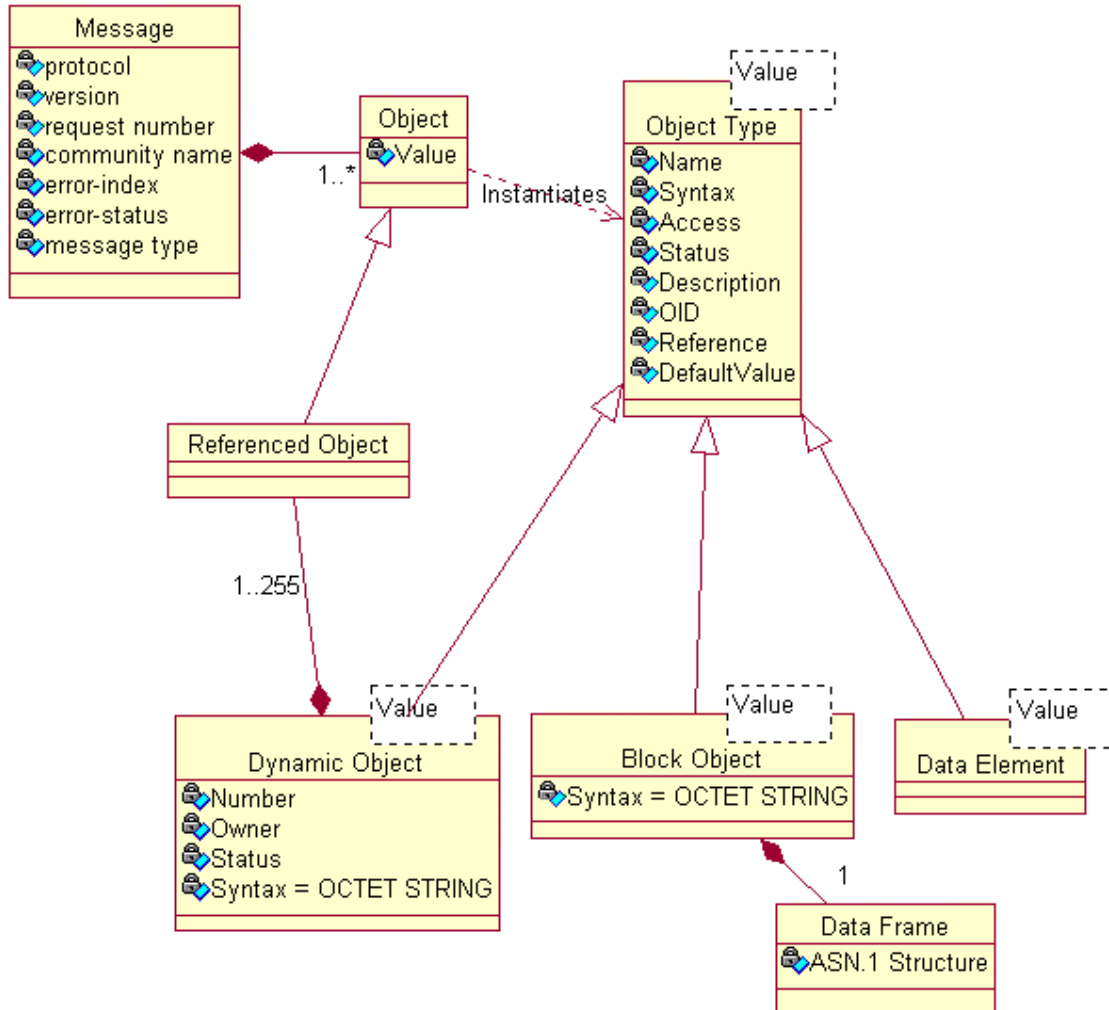 Message
protocol
version
request number
community name
error-index
error-status
message type
Object
Value
1..*
Instantiates
Value
Object Type
Name
Syntax
Access
Status
Description
OID
Reference
DefaultValue
Referenced Object
1..255
Value
Dynamic Object
Number
Owner
Status
Syntax = OCTET STRING
Value
Block Object
Syntax = OCTET STRING
Value
Data Element
1
Data Frame
ASN.1 Structure